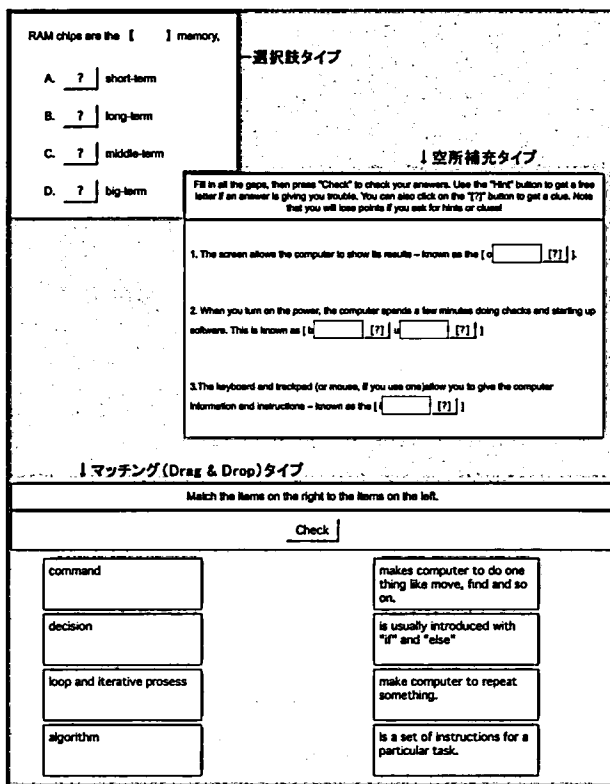 RAM chips are the 【 】 memory,
A. ? short-term
B. ? long-term
C. ? middle-term
D. ? big-term
選択肢タイプ
↓空所補充タイプ
Fill in all the gaps, then press "Check" to check your answers. Use the "Hint" button to get a free
letter if an answer is giving you trouble. You can also click on the "[?]" button to get a clue. Note
that you will lose points if you ask for hints or clues!
1. The screen allows the computer to show its results – known as the [ o [?] ].
2. When you turn on the power, the computer spends a few minutes doing checks and starting up
software. This is known as [ b [?] u [?] ]
3.The keyboard and trackpad (or mouse, if you use one)allow you to give the computer
information and instructions – known as the [ [?] ]
↓マッチング(Drag & Drop)タイプ
Match the items on the right to the items on the left.
Check
command
makes computer to do one
thing like move, find and so
on.
decision
is usually introduced with
"if" and "else"
loop and iterative prosess
make computer to repeat
something.
algorithm
is a set of instructions for a
particular task.